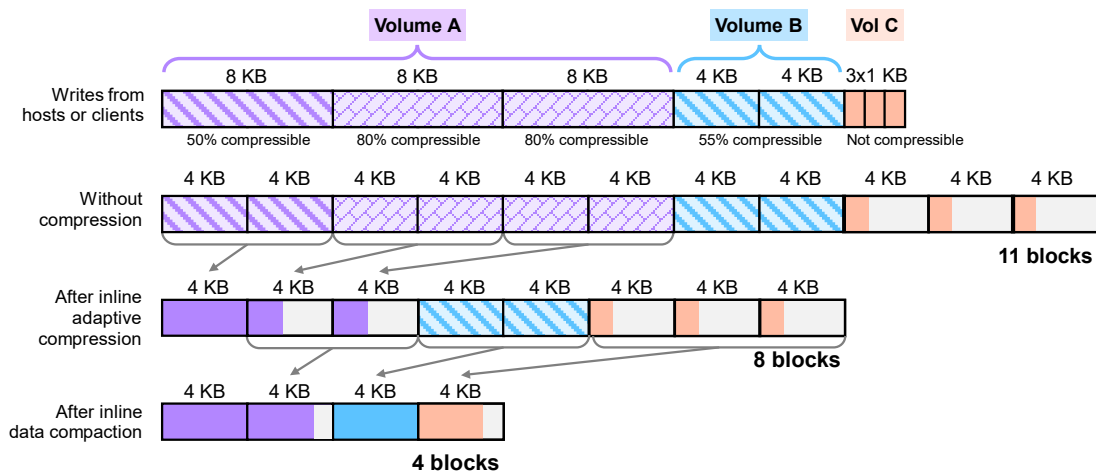 Volume A
Volume B
Vol C
8 KB
8 KB
8 KB
4 KB
4 KB
3x1 KB
Writes from
hosts or clients
50% compressible
80% compressible
80% compressible
55% compressible
Not compressible
4 KB
4 KB
4 KB
4 KB
4 KB
4 KB
4 KB
4 KB
4 KB
4 KB
4 KB
Without
compression
11 blocks
4 KB
4 KB
4 KB
4 KB
4 KB
4 KB
4 KB
4 KB
After inline
adaptive
compression
8 blocks
4 KB
4 KB
4 KB
4 KB
After inline
data compaction
4 blocks